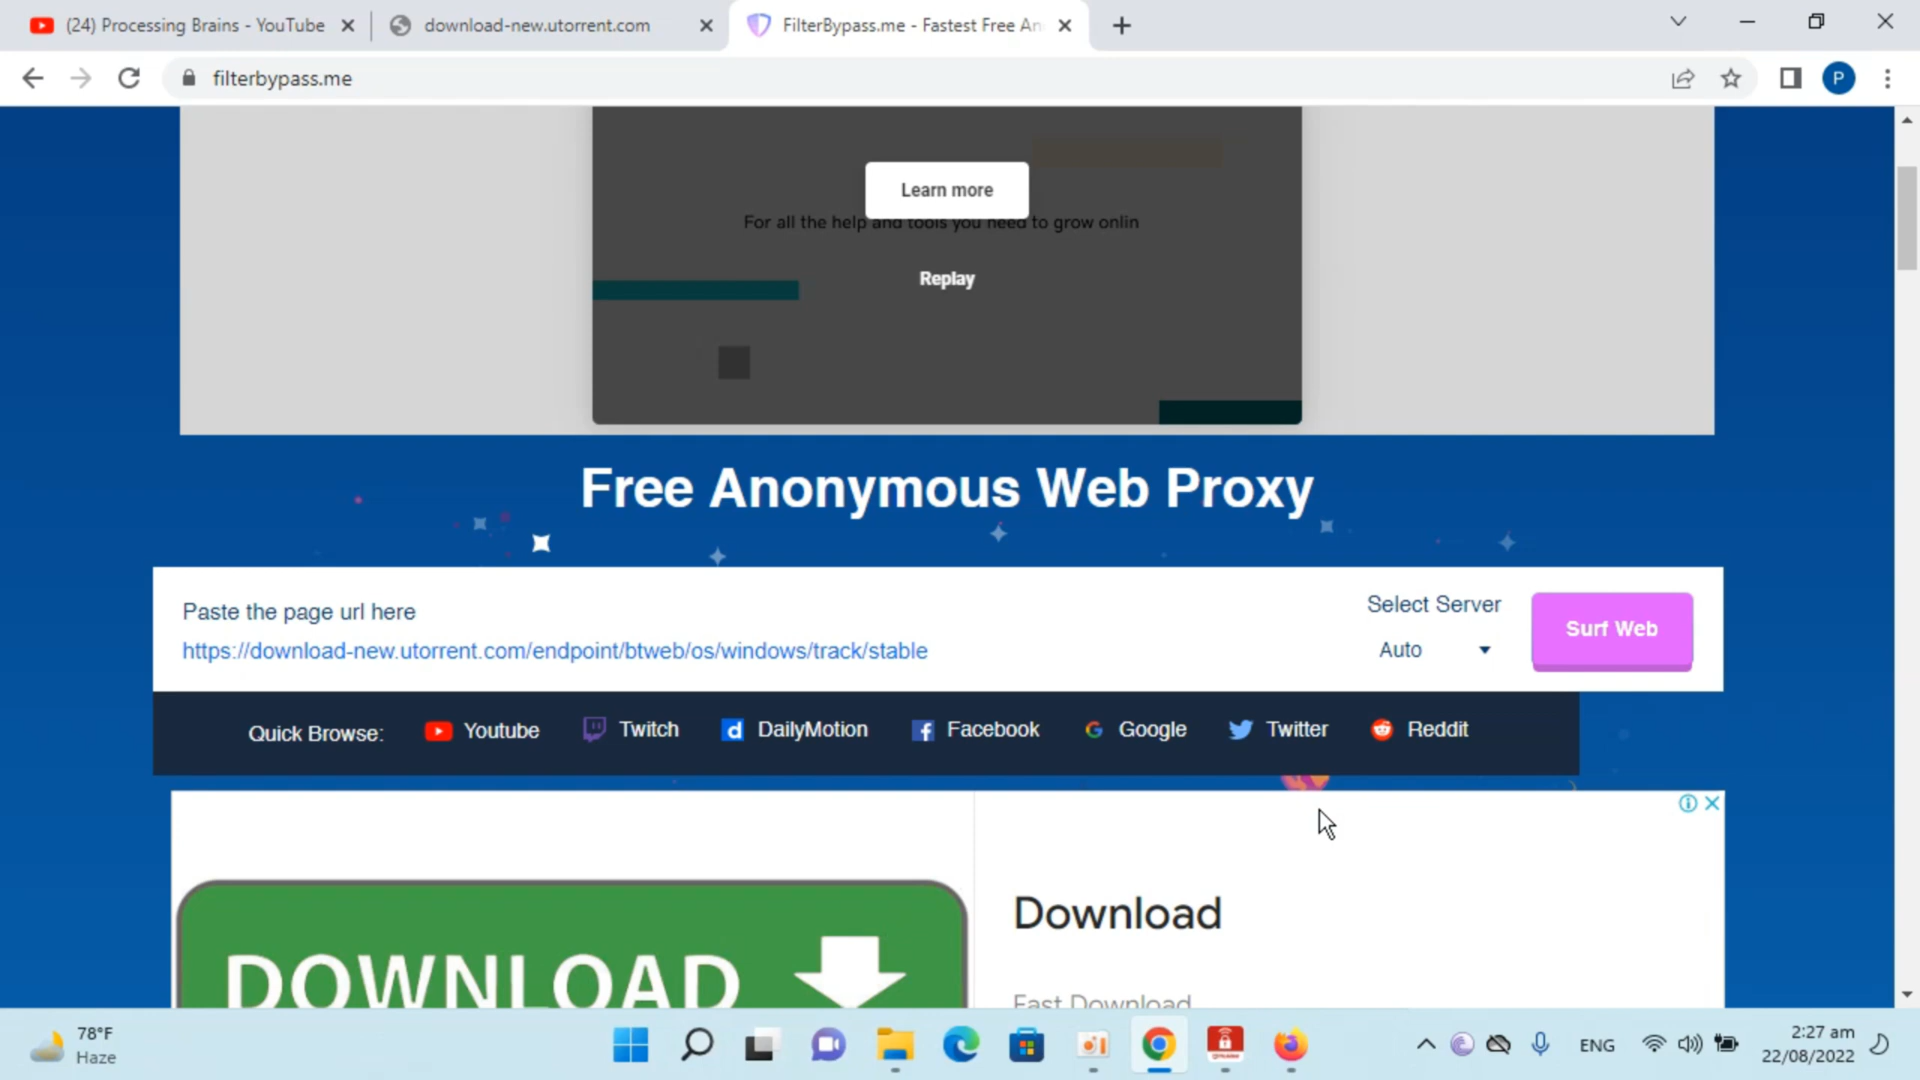 (24) Processing Brains - YouTube
download-new.utorrent.com
FilterBypass.me - Fastest Free An
filterbypass.me
P
Learn more
For all the help and tools you need to grow onlin
Replay
Free Anonymous Web Proxy
Paste the page url here
https://download-new.utorrent.com/endpoint/btweb/os/windows/track/stable
Select Server
Auto
Surf Web
Quick Browse:
Youtube
Twitch
d
DailyMotion
f
Facebook
G
Google
Twitter
Reddit
DOWNLOAD
Download
Fast Download
78°F
Haze
ENG
2:27 am
22/08/2022